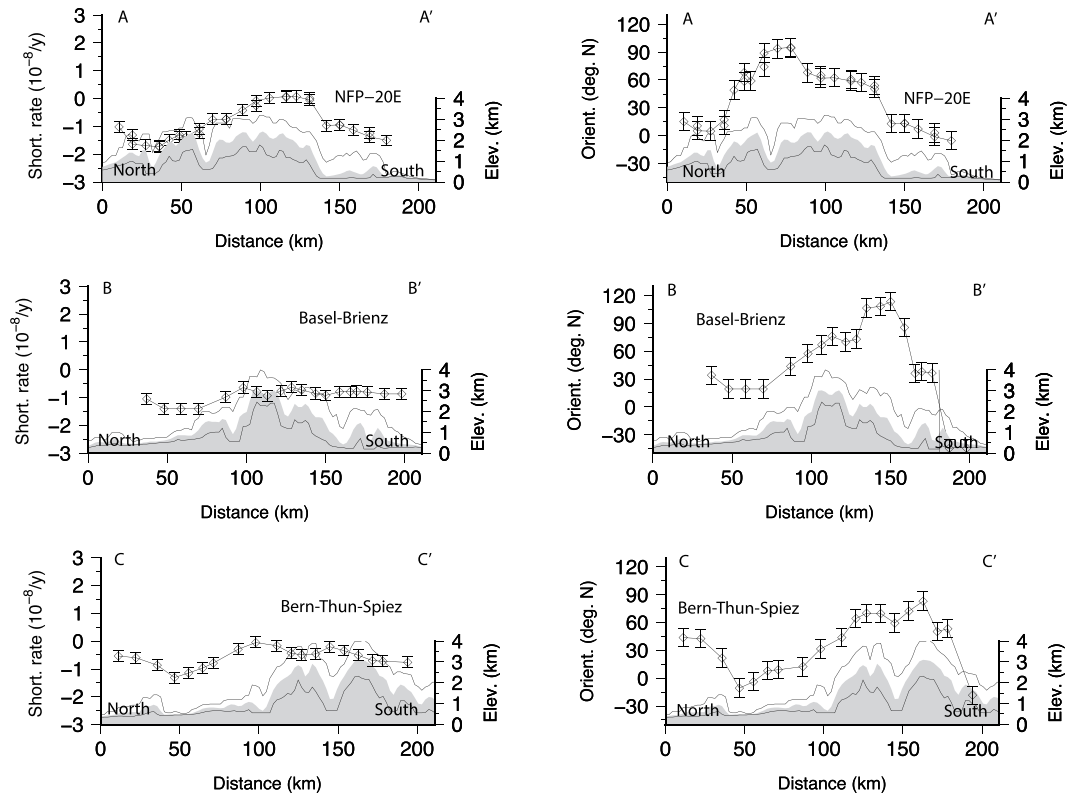 A A′
Short. rate (10⁻⁸/y)
3
2
1
0
−1
−2
−3
NFP−20E
4
3
2
1
0
Elev. (km)
North South
0 50 100 150 200
Distance (km)
A A′
Orient. (deg. N)
120
90
60
30
0
−30
NFP−20E
4
3
2
1
0
Elev. (km)
North South
0 50 100 150 200
Distance (km)
B B′
Short. rate (10⁻⁸/y)
3
2
1
0
−1
−2
−3
Basel-Brienz
4
3
2
1
0
Elev. (km)
North South
0 50 100 150 200
Distance (km)
B B′
Orient. (deg. N)
120
90
60
30
0
−30
Basel-Brienz
4
3
2
1
0
Elev. (km)
North South
0 50 100 150 200
Distance (km)
C C′
Short. rate (10⁻⁸/y)
3
2
1
0
−1
−2
−3
Bern-Thun-Spiez
4
3
2
1
0
Elev. (km)
North South
0 50 100 150 200
Distance (km)
C C′
Orient. (deg. N)
120
90
60
30
0
−30
Bern-Thun-Spiez
4
3
2
1
0
Elev. (km)
North South
0 50 100 150 200
Distance (km)